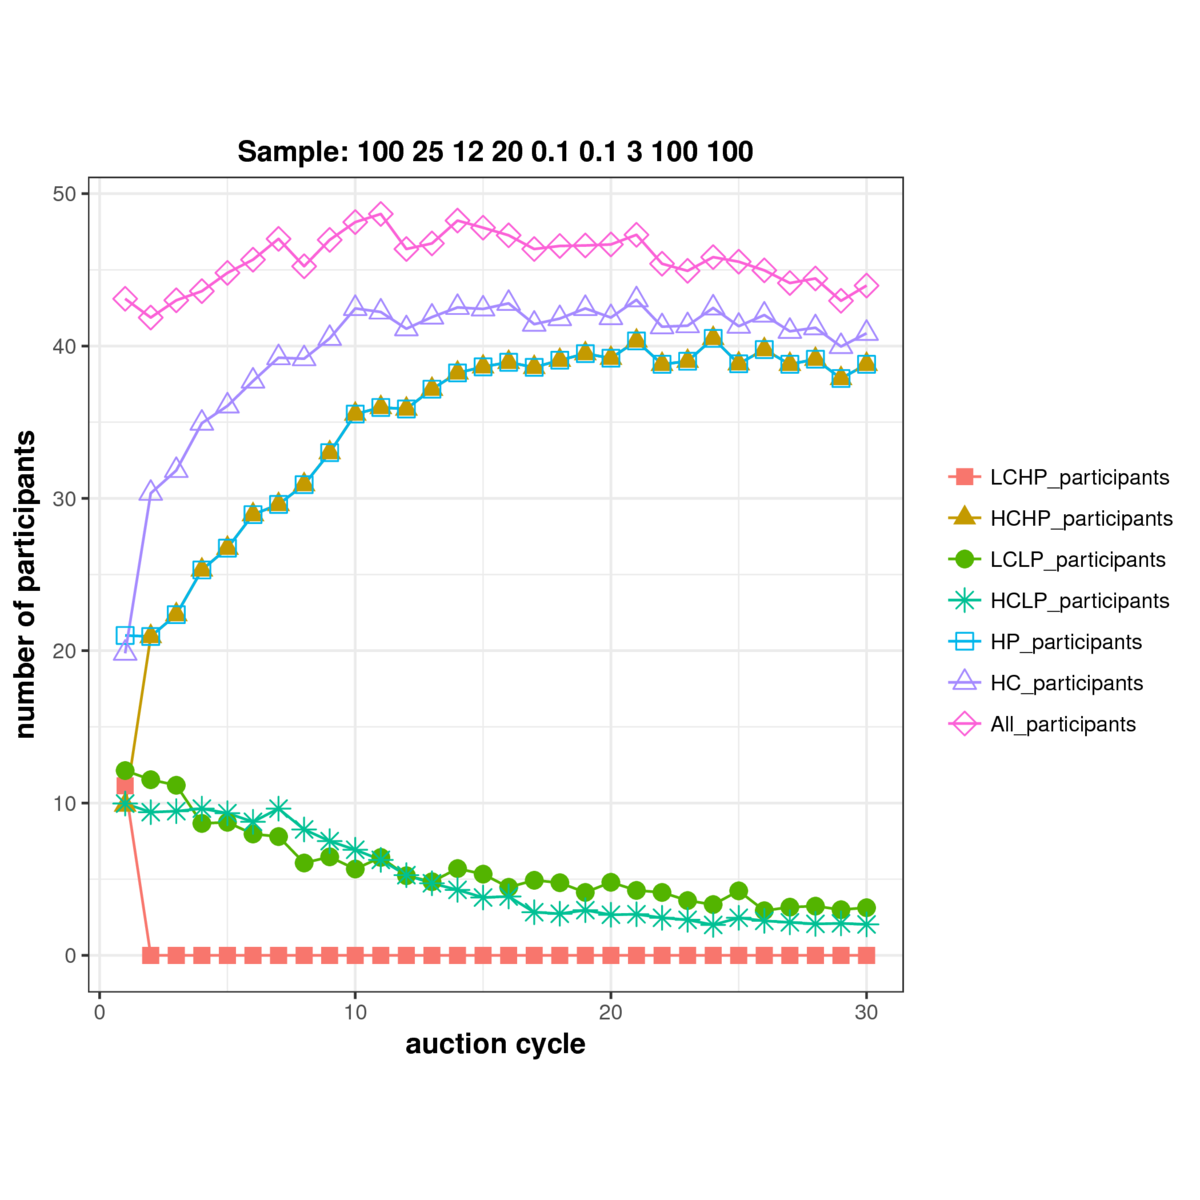 Sample: 100 25 12 20 0.1 0.1 3 100 100
50
40
30
20
10
0
number of participants
0 10 20 30
auction cycle
LCHP_participants
HCHP_participants
LCLP_participants
HCLP_participants
HP_participants
HC_participants
All_participants